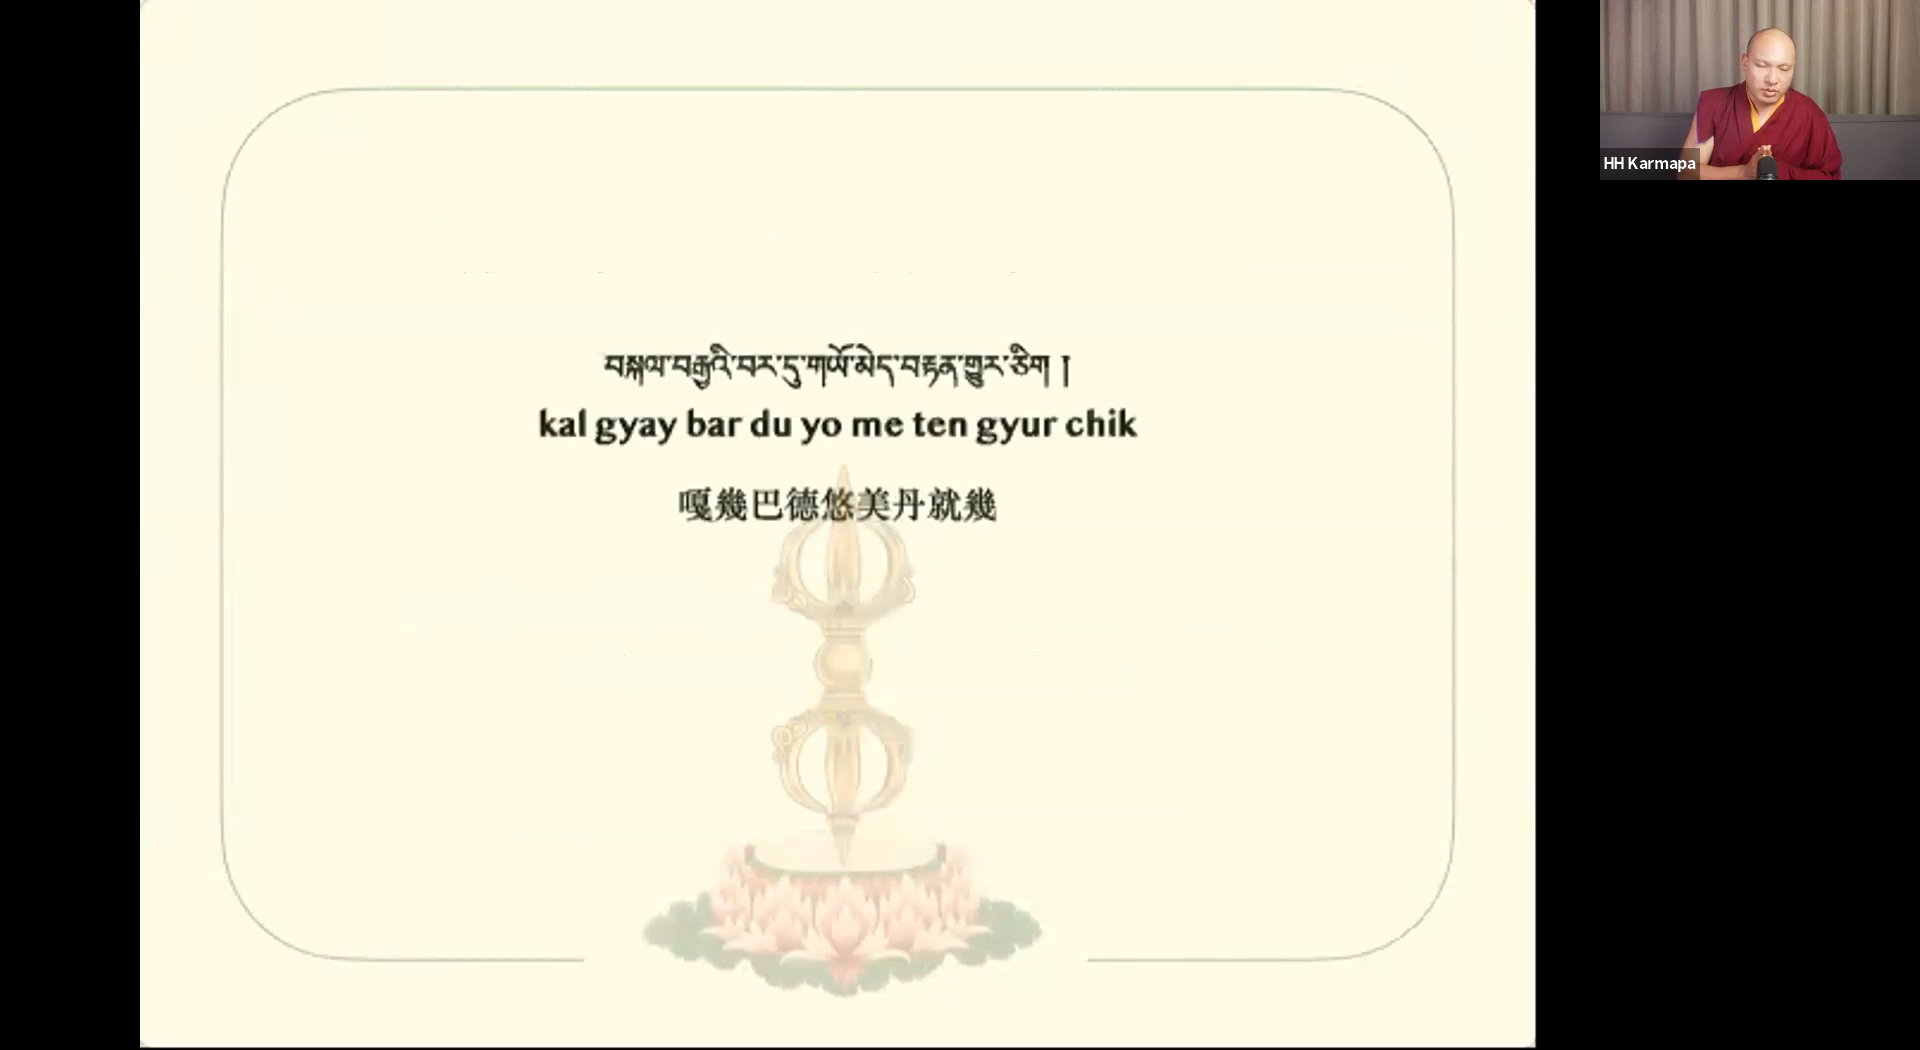 བསྐལ་བརྒྱའི་བར་དུ་གཡོ་མེད་བརྟན་གྱུར་ཅིག །
kal gyay bar du yo me ten gyur chik
嘎幾巴德悠美丹就幾
HH Karmapa